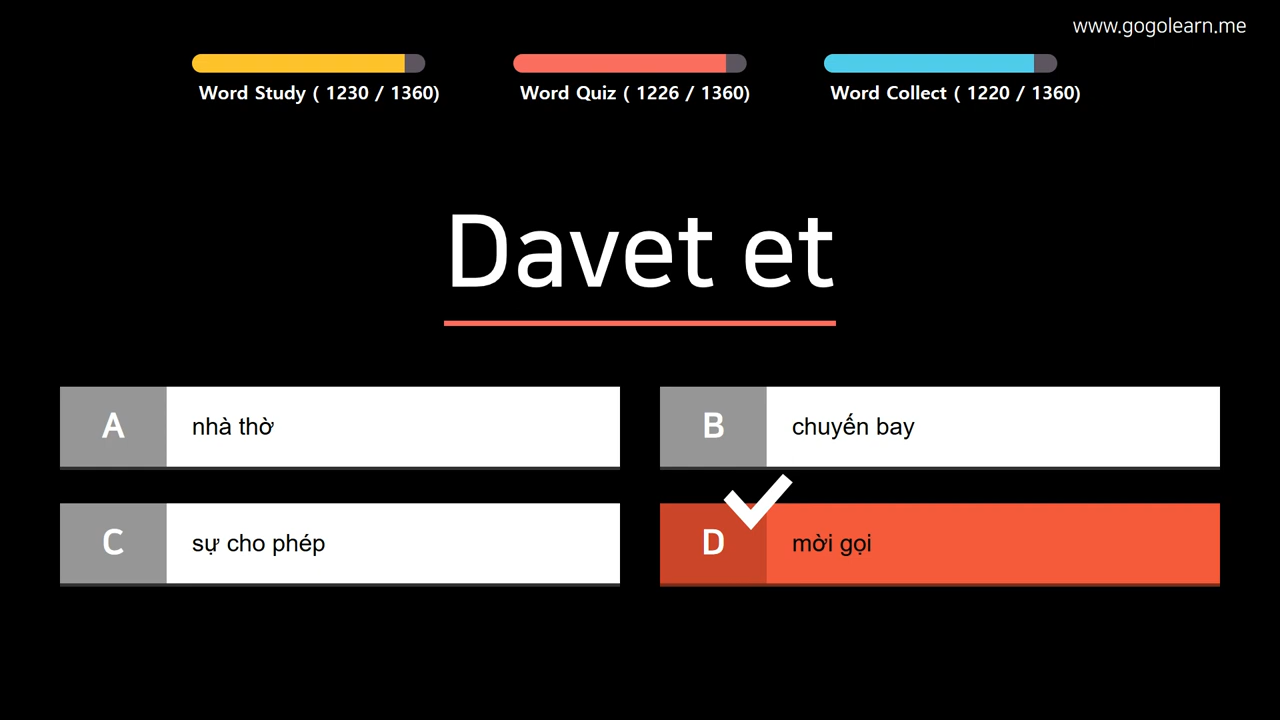 www.gogolearn.me
Word Study ( 1230 / 1360)
Word Quiz ( 1226 / 1360)
Word Collect ( 1220 / 1360)
Davet et
A nhà thờ
B chuyến bay
C sự cho phép
D mời gọi